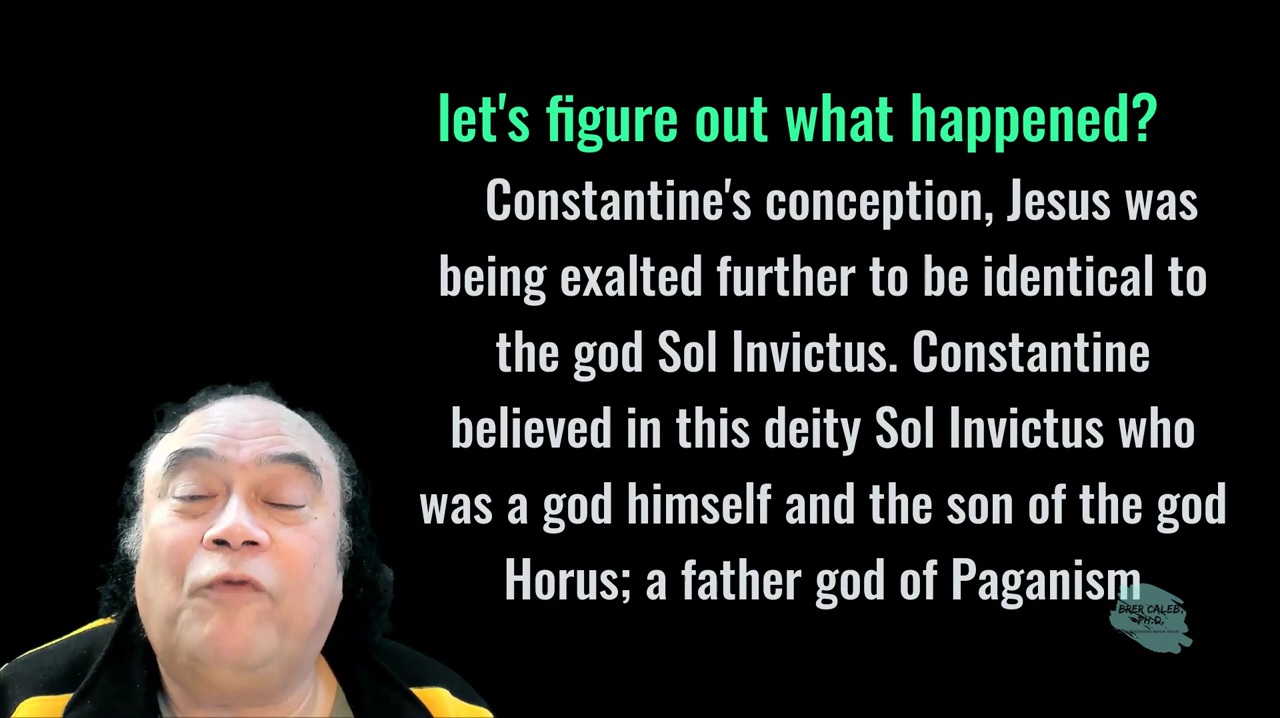 let's figure out what happened?
Constantine's conception, Jesus was
being exalted further to be identical to
the god Sol Invictus. Constantine
believed in this deity Sol Invictus who
was a god himself and the son of the god
Horus; a father god of Paganism
BRER CALEB,
PH.D.